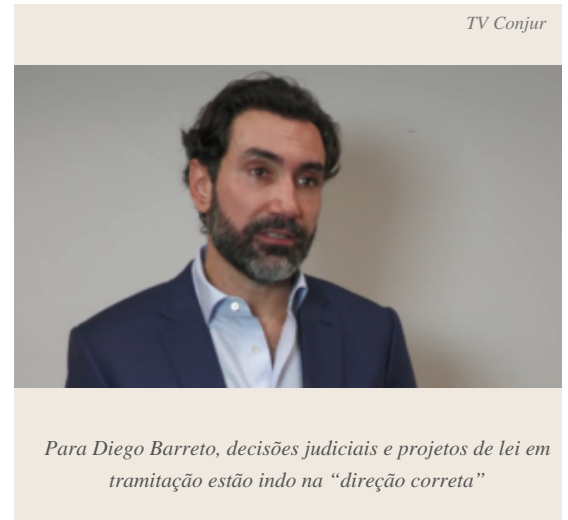 TV Conjur
Para Diego Barreto, decisões judiciais e projetos de lei em
tramitação estão indo na “direção correta”